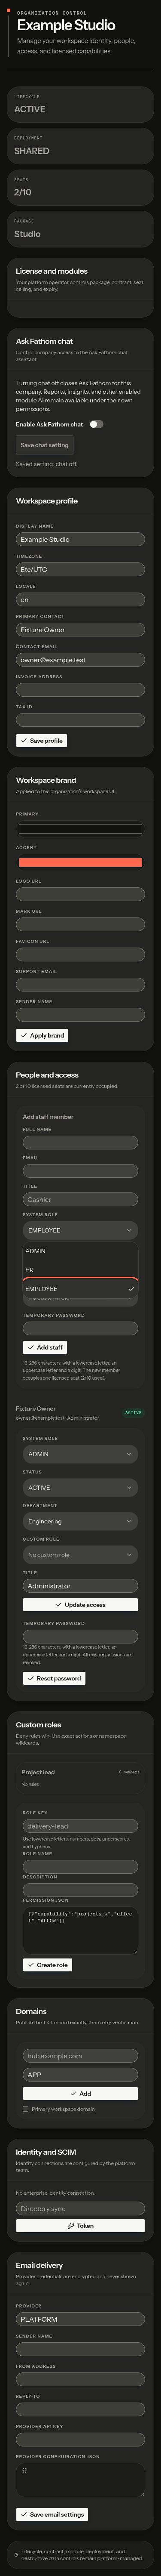 ORGANIZATION CONTROL
Example Studio
Manage your workspace identity, people,
access, and licensed capabilities.
LIFECYCLE
ACTIVE
DEPLOYMENT
SHARED
SEATS
2/10
PACKAGE
Studio
License and modules
Your platform operator controls package, contract, seat
ceiling, and expiry.
Ask Fathom chat
Control company access to the Ask Fathom chat
assistant.
Turning chat off closes Ask Fathom for this
company. Reports, Insights, and other enabled
module AI remain available under their own
permissions.
Enable Ask Fathom chat
Save chat setting
Saved setting: chat off.
Workspace profile
DISPLAY NAME
Example Studio
TIMEZONE
Etc/UTC
LOCALE
en
PRIMARY CONTACT
Fixture Owner
CONTACT EMAIL
owner@example.test
INVOICE ADDRESS
TAX ID
Save profile
Workspace brand
Applied to this organization's workspace UI.
PRIMARY
ACCENT
LOGO URL
MARK URL
FAVICON URL
SUPPORT EMAIL
SENDER NAME
Apply brand
People and access
2 of 10 licensed seats are currently occupied.
Add staff member
FULL NAME
EMAIL
TITLE
Cashier
SYSTEM ROLE
EMPLOYEE
ADMIN
HR
EMPLOYEE
TEMPORARY PASSWORD
Add staff
12-256 characters, with a lowercase letter, an
uppercase letter and a digit. The new member
occupies one licensed seat (2/10 used).
Fixture Owner
owner@example.test · Administrator
ACTIVE
SYSTEM ROLE
ADMIN
STATUS
ACTIVE
DEPARTMENT
Engineering
CUSTOM ROLE
No custom role
TITLE
Administrator
Update access
TEMPORARY PASSWORD
12-256 characters, with a lowercase letter, an
uppercase letter and a digit. All existing sessions are
revoked.
Reset password
Custom roles
Deny rules win. Use exact actions or namespace
wildcards.
Project lead
0 members
No rules
ROLE KEY
delivery-lead
Use lowercase letters, numbers, dots, underscores,
and hyphens.
ROLE NAME
DESCRIPTION
PERMISSION JSON
[{"capability":"projects:*","effec
t":"ALLOW"}]
Create role
Domains
Publish the TXT record exactly, then retry verification.
hub.example.com
APP
Add
Primary workspace domain
Identity and SCIM
Identity connections are configured by the platform
team.
No enterprise identity connection.
Directory sync
Token
Email delivery
Provider credentials are encrypted and never shown
again.
PROVIDER
PLATFORM
SENDER NAME
FROM ADDRESS
REPLY-TO
PROVIDER API KEY
PROVIDER CONFIGURATION JSON
{}
Save email settings
Lifecycle, contract, module, deployment, and
destructive data controls remain platform-managed.